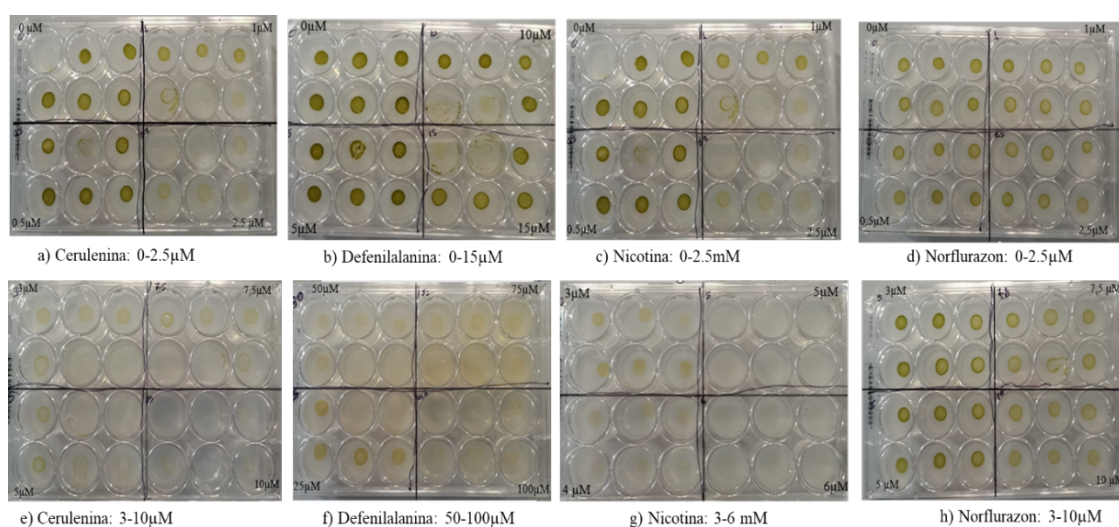 0 µM 1µM
0.5µM 2.5µM
a) Cerulenina: 0-2.5µM
0µM 10µM
5µM 15µM
b) Defenilalanina: 0-15µM
0µM 1µM
0.5µM 2.5µM
c) Nicotina: 0-2.5mM
0µM 1µM
0.5µM 2,5µM
d) Norflurazon: 0-2.5µM
3µM 7,5µM
5µM 10µM
e) Cerulenina: 3-10µM
50µM 75µM
25µM 100µM
f) Defenilalanina: 50-100µM
3µM 5µM
4 µM 6µM
g) Nicotina: 3-6 mM
3µM 7,5 µM
5µM 10 µM
h) Norflurazon: 3-10µM